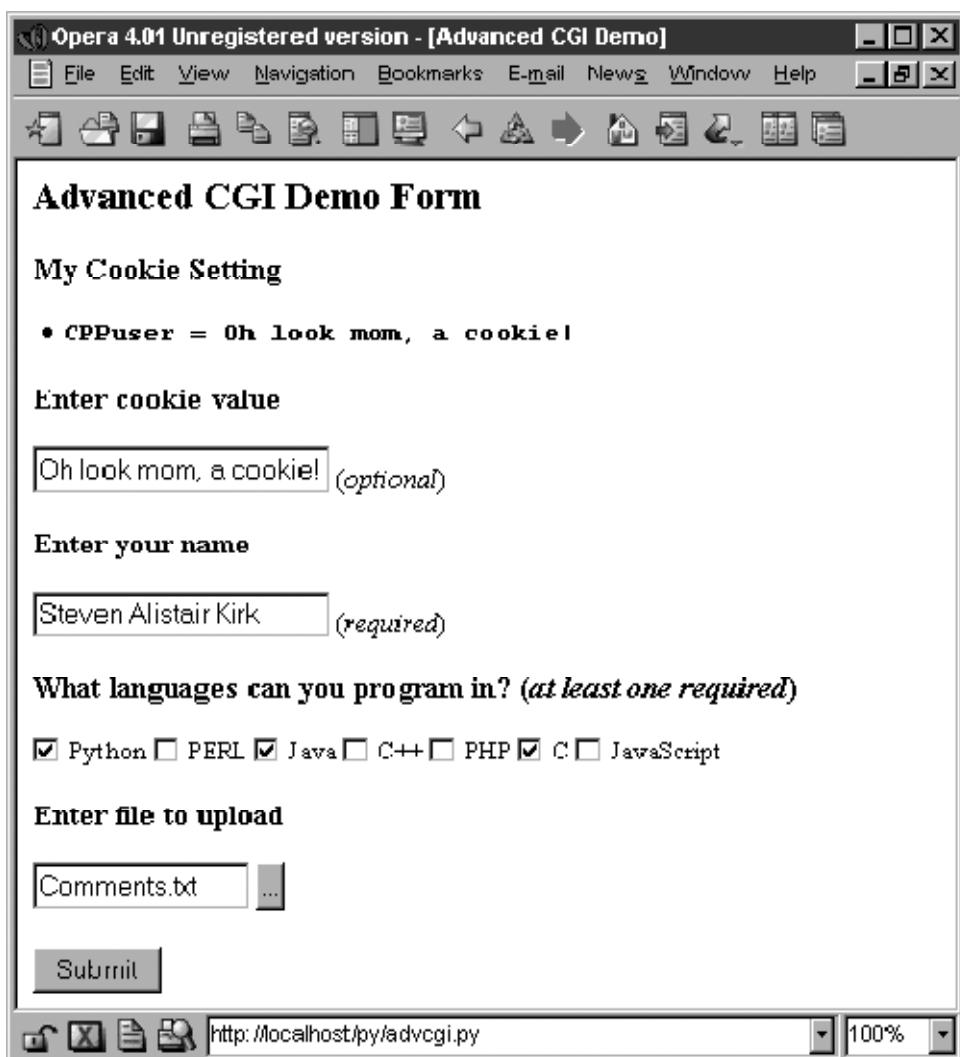 Opera 4.01 Unregistered version - [Advanced CGI Demo]
File Edit View Navigation Bookmarks E-mail News Window Help
Advanced CGI Demo Form
My Cookie Setting
• CPPuser = Oh look mom, a cookie!
Enter cookie value
Oh look mom, a cookie! (optional)
Enter your name
Steven Alistair Kirk (required)
What languages can you program in? (at least one required)
Python PERL Java C++ PHP C JavaScript
Enter file to upload
Comments.txt ...
Submit
http://localhost/py/advcgi.py 100%